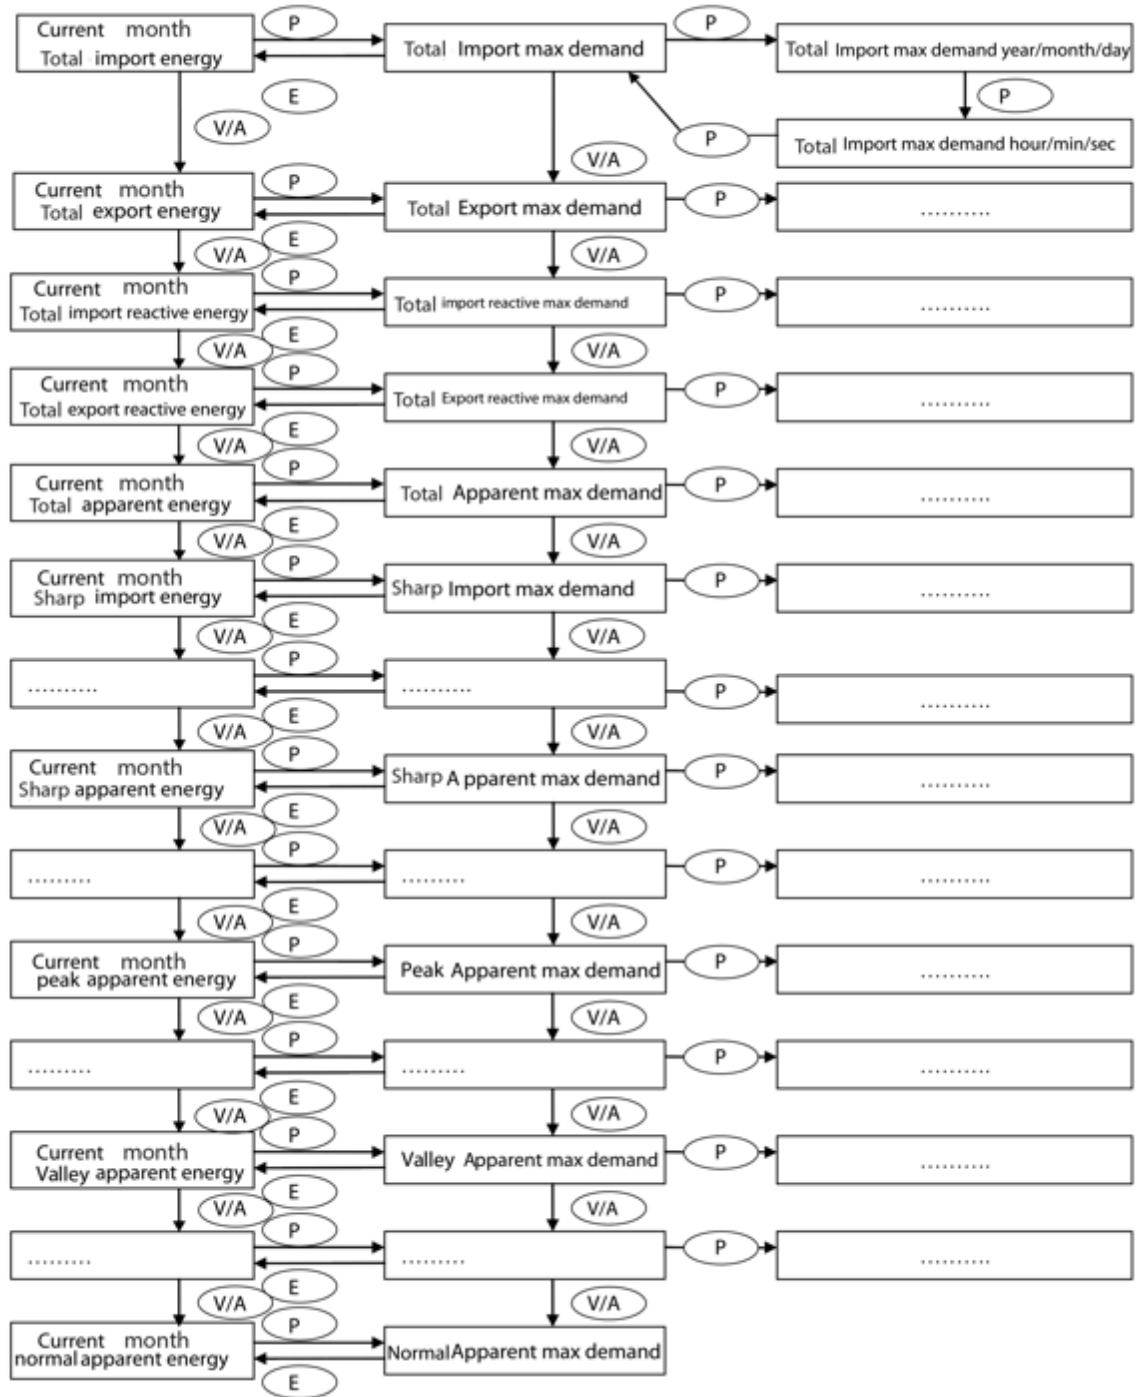 P
P
Current month
Total import energy
Total Import max demand
Total Import max demand year/month/day
E
P
V/A
P
Total Import max demand hour/min/sec
V/A
P
P
Current month
Total export energy
Total Export max demand
..........
E
V/A
V/A
P
P
Current month
Total import reactive energy
Total import reactive max demand
..........
E
V/A
V/A
P
P
Current month
Total export reactive energy
Total Export reactive max demand
..........
E
V/A
V/A
P
P
Current month
Total apparent energy
Total Apparent max demand
..........
E
V/A
V/A
P
P
Current month
Sharp import energy
Sharp Import max demand
..........
E
V/A
V/A
P
P
..........
..........
..........
E
V/A
V/A
P
P
Current month
Sharp apparent energy
Sharp A pparent max demand
..........
E
V/A
V/A
P
P
.........
.........
..........
E
V/A
V/A
P
P
Current month
peak apparent energy
Peak Apparent max demand
..........
E
V/A
V/A
P
P
.........
.........
..........
E
V/A
V/A
P
P
Current month
Valley apparent energy
Valley Apparent max demand
..........
E
V/A
V/A
P
P
.........
.........
..........
E
V/A
V/A
P
Current month
normal apparent energy
Normal Apparent max demand
E